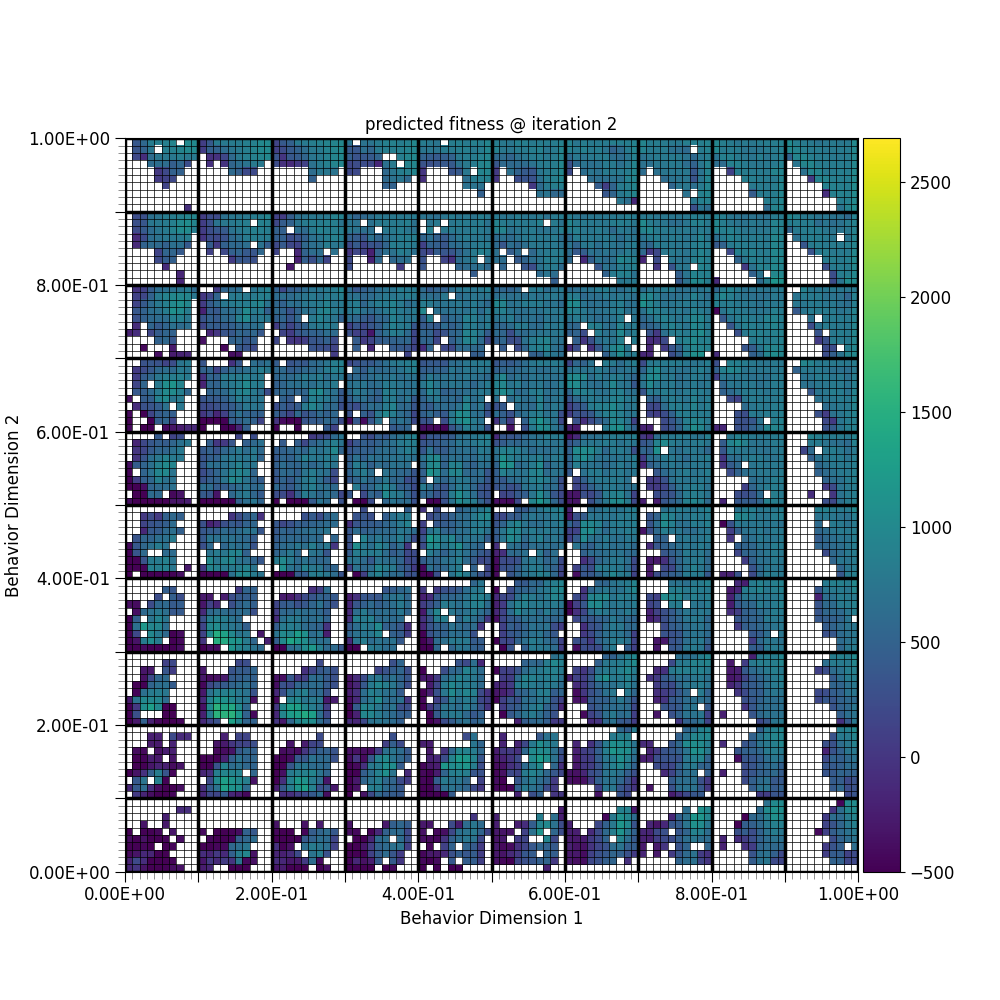 predicted fitness @ iteration 2
1.00E+00
8.00E-01
6.00E-01
4.00E-01
2.00E-01
0.00E+00
Behavior Dimension 2
0.00E+00 2.00E-01 4.00E-01 6.00E-01 8.00E-01 1.00E+00
Behavior Dimension 1
2500
2000
1500
1000
500
0
−500